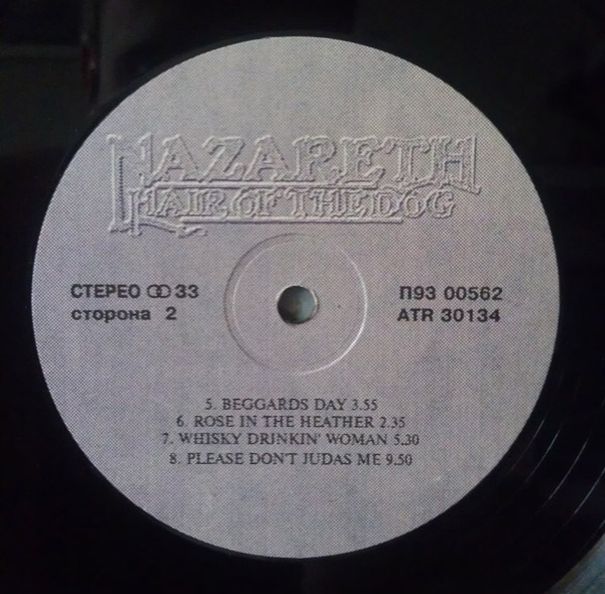 NAZARETH
HAIR OF THE DOG
СТЕРЕО ꝏ 33
сторона 2
П93 00562
ATR 30134
5. BEGGARDS DAY 3.55
6. ROSE IN THE HEATHER 2.35
7. WHISKY DRINKIN' WOMAN 5.30
8. PLEASE DON'T JUDAS ME 9.50